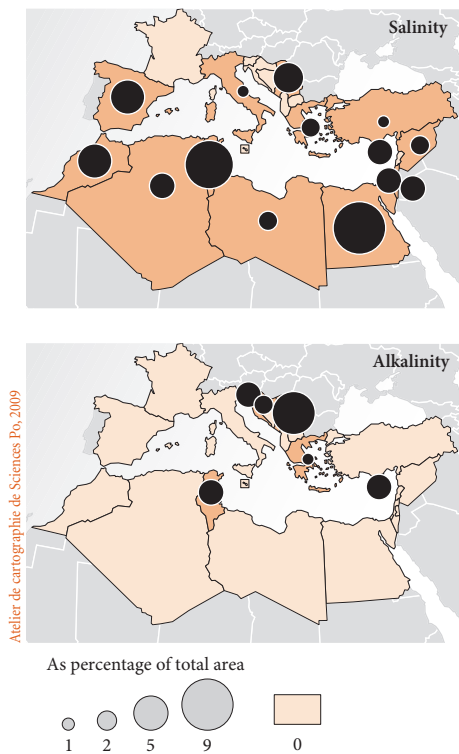 Salinity
Alkalinity
Atelier de cartographie de Sciences Po, 2009
As percentage of total area
1 2 5 9 0